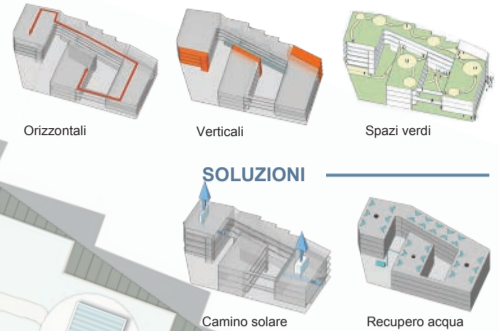 Orizzontali
Verticali
Spazi verdi
SOLUZIONI
Camino solare
Recupero acqua